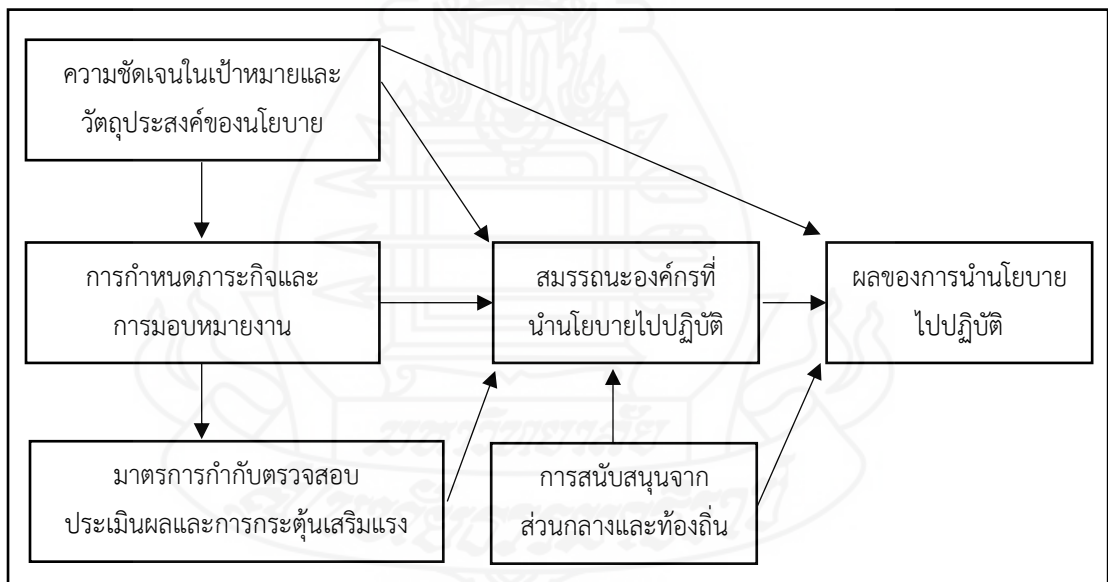 ความชัดเจนในเป้าหมายและ
วัตถุประสงค์ของนโยบาย
การกำหนดภาระกิจและ
การมอบหมายงาน
สมรรถนะองค์กรที่
นำนโยบายไปปฏิบัติ
ผลของการนำนโยบาย
ไปปฏิบัติ
มาตรการกำกับตรวจสอบ
ประเมินผลและการกระตุ้นเสริมแรง
การสนับสนุนจาก
ส่วนกลางและท้องถิ่น